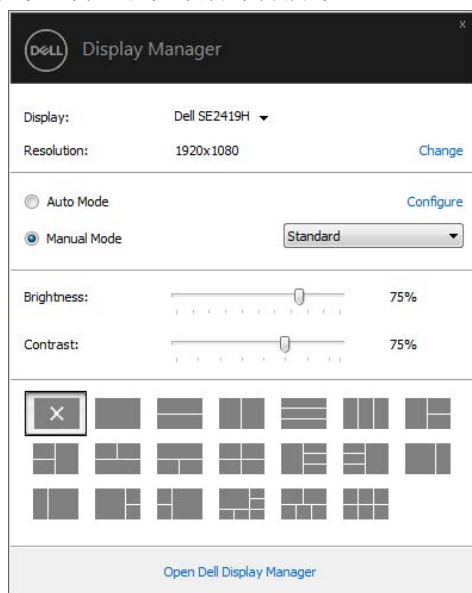 x
DELL Display Manager
Display: Dell SE2419H
Resolution: 1920x1080 Change
Auto Mode Configure
Manual Mode Standard
Brightness: 75%
Contrast: 75%
Open Dell Display Manager